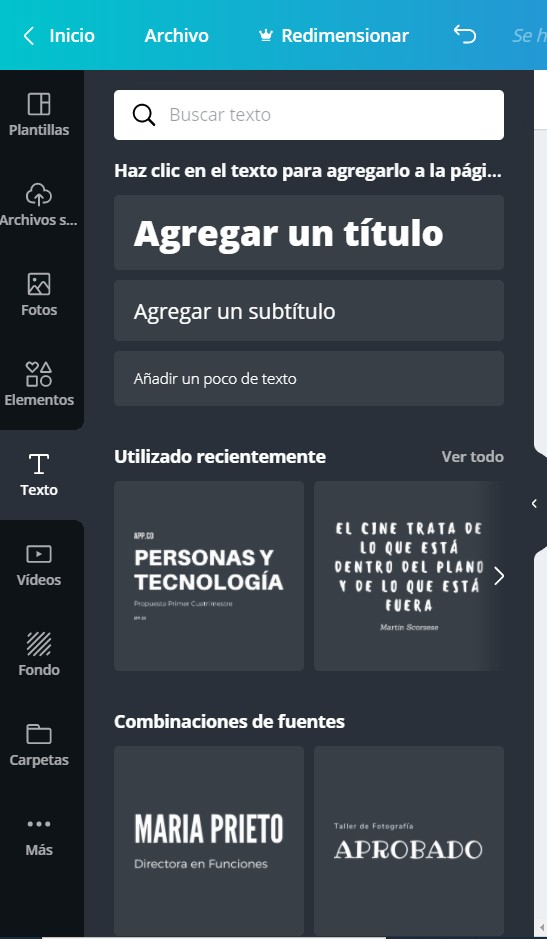 Inicio Archivo Redimensionar Se h
Plantillas
Archivos s...
Fotos
Elementos
Texto
Vídeos
Fondo
Carpetas
Más
Buscar texto
Haz clic en el texto para agregarlo a la pági...
Agregar un título
Agregar un subtítulo
Añadir un poco de texto
Utilizado recientemente Ver todo
APP.CO
PERSONAS Y
TECNOLOGÍA
Propuesta Primer Cuatrimestre
EL CINE TRATA DE
LO QUE ESTÁ
DENTRO DEL PLANO
Y DE LO QUE ESTÁ
FUERA
Martin Scorsese
Combinaciones de fuentes
MARIA PRIETO
Directora en Funciones
Taller de Fotografía
APROBADO